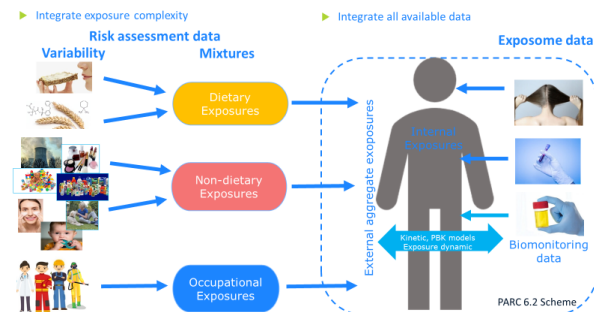 Integrate exposure complexity
Integrate all available data
Risk assessment data
Variability
Mixtures
Exposome data
Dietary
Exposures
Non-dietary
Exposures
Occupational
Exposures
External aggregate exoposures
Internal
Exposures
Kinetic, PBK models
Exposure dynamic
Biomonitoring
data
PARC 6.2 Scheme